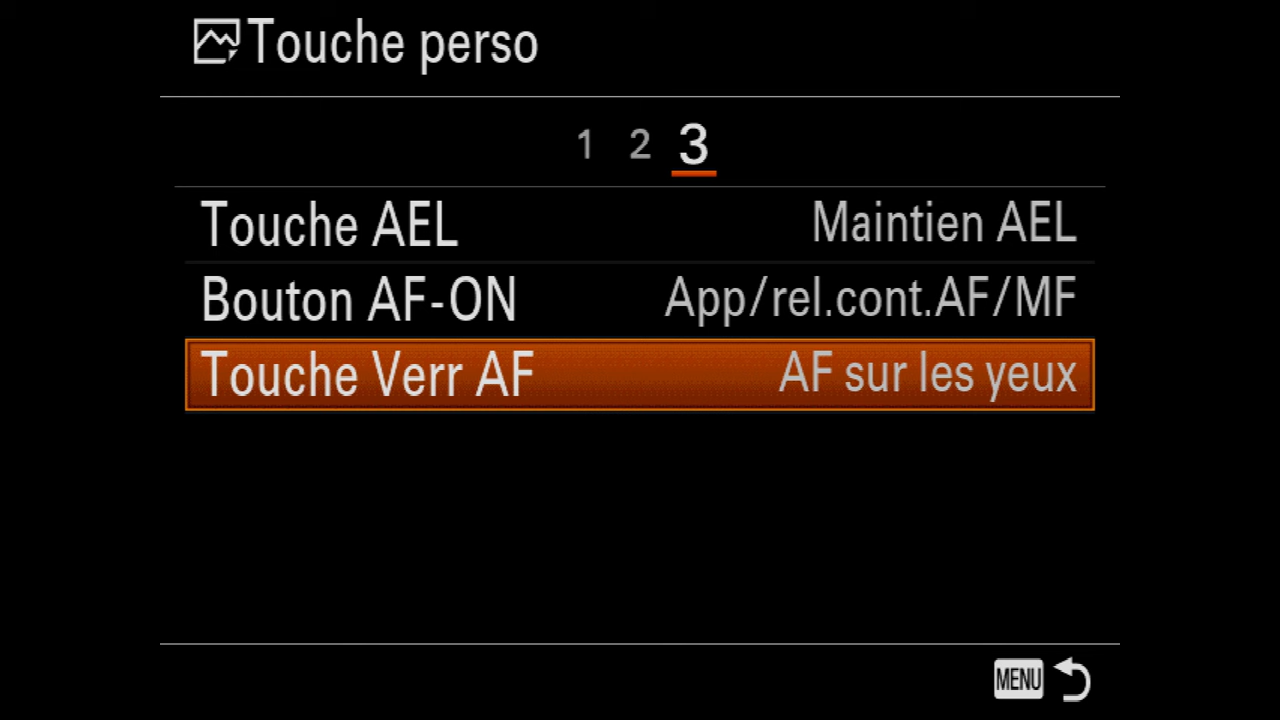 Touche perso
1 2 3
Touche AEL Maintien AEL
Bouton AF-ON App/rel.cont.AF/MF
Touche Verr AF AF sur les yeux
MENU